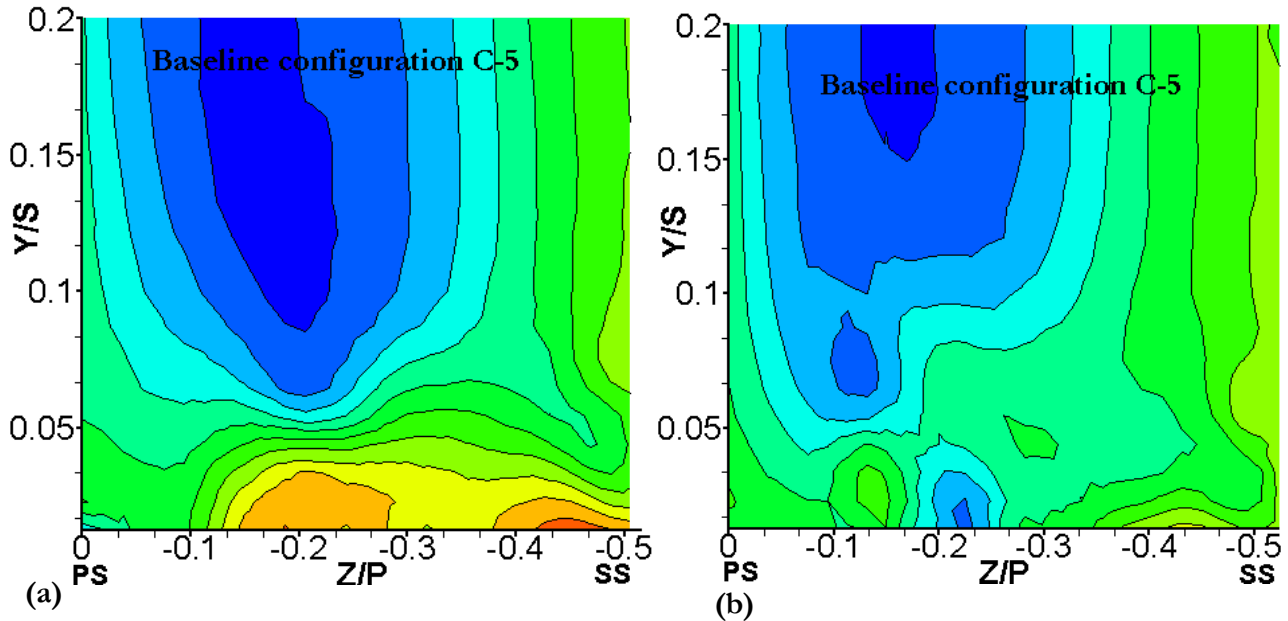 0.2
Baseline configuration C-5
0.15
Y/S
0.1
0.05
0 -0.1 -0.2 -0.3 -0.4 -0.5
PS Z/P SS
(a)
0.2
Baseline configuration C-5
0.15
Y/S
0.1
0.05
0 -0.1 -0.2 -0.3 -0.4 -0.5
PS Z/P SS
(b)